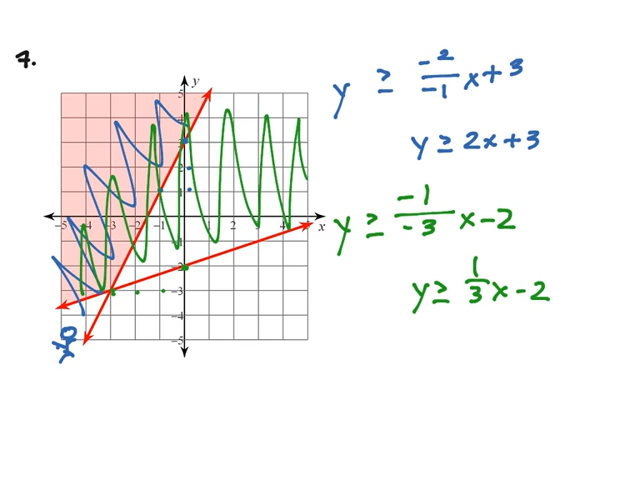 7.
y ≥ -2/-1 x+3
y ≥ 2x+3
y ≥ -1/-3 x-2
y ≥ 1/3 x-2
y
5
4
3
2
1
-5 -4 -3 -2 -1 2 4 x
-1
-2
-3
-4
-5